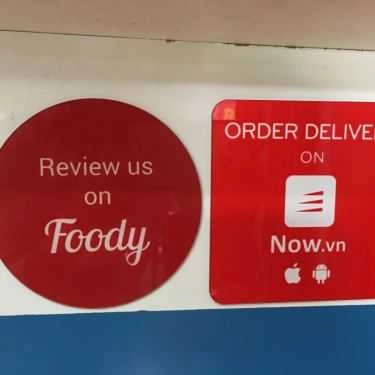 Review us
on
Foody
ORDER DELIVE
ON
Now.vn